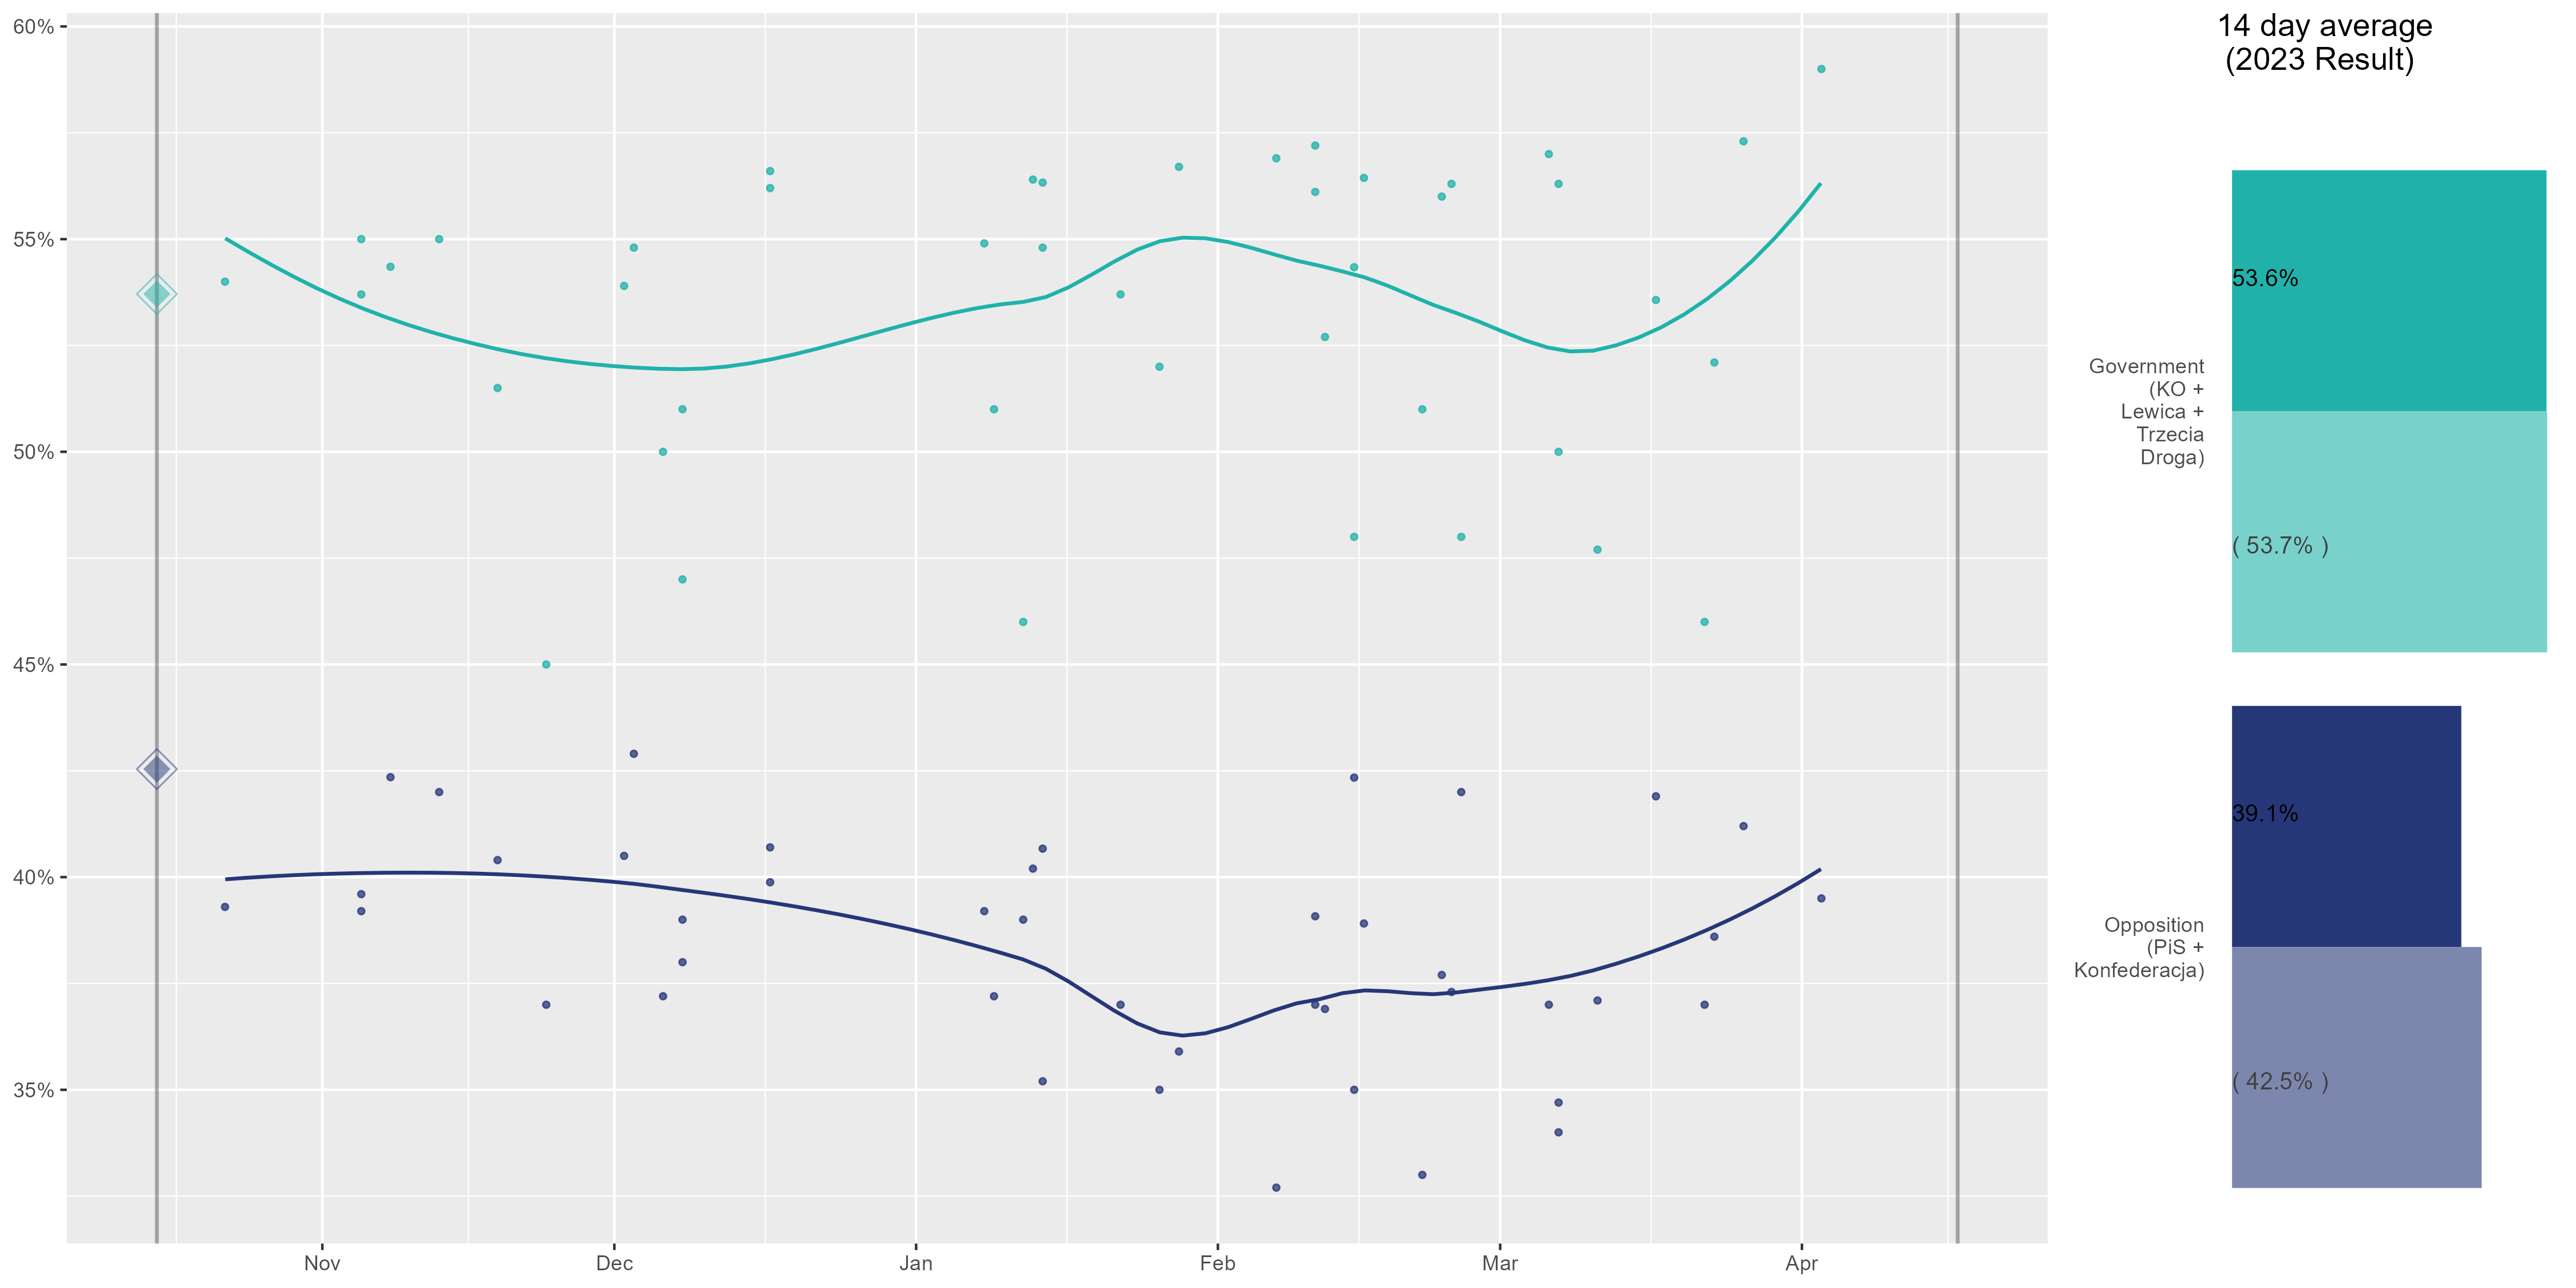 60%
55%
50%
45%
40%
35%
Nov
Dec
Jan
Feb
Mar
Apr
14 day average
(2023 Result)
Government
(KO +
Lewica +
Trzecia
Droga)
53.6%
( 53.7% )
Opposition
(PiS +
Konfederacja)
39.1%
( 42.5% )